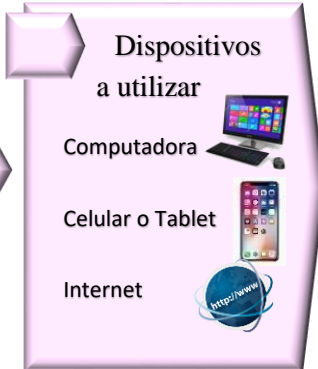 Dispositivos
a utilizar
Computadora
Celular o Tablet
Internet
http://www